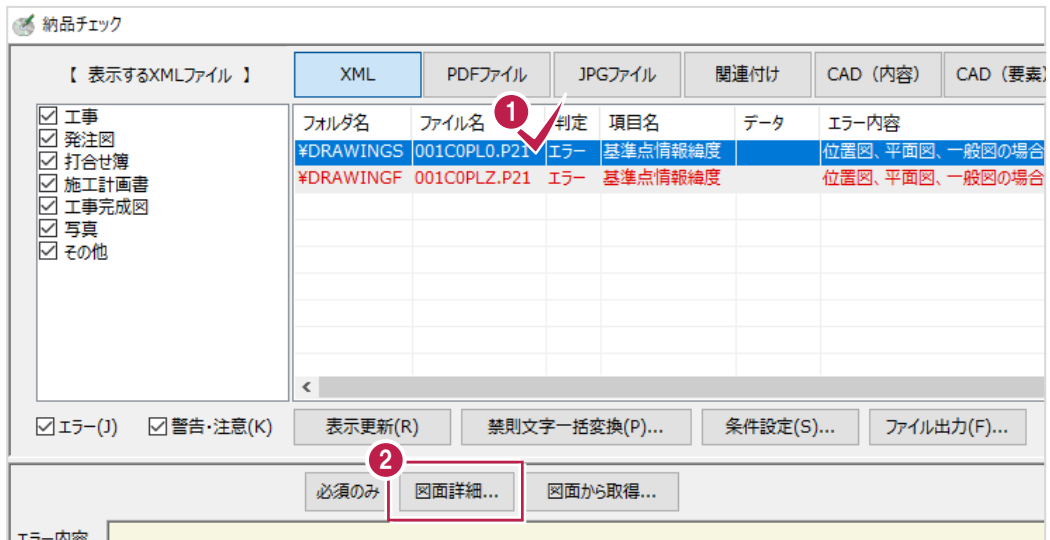 納品チェック
【 表示するXMLファイル 】
XML PDFファイル JPGファイル 関連付け CAD（内容） CAD（要素）
工事
発注図
打合せ簿
施工計画書
工事完成図
写真
その他
1
フォルダ名 ファイル名 判定 項目名 データ エラー内容
¥DRAWINGS 001C0PL0.P21 エラー 基準点情報緯度 位置図、平面図、一般図の場合
¥DRAWINGF 001C0PLZ.P21 エラー 基準点情報緯度 位置図、平面図、一般図の場合
エラー(J) 警告・注意(K) 表示更新(R) 禁則文字一括変換(P)... 条件設定(S)... ファイル出力(F)...
2
必須のみ 図面詳細... 図面から取得...
エラー内容